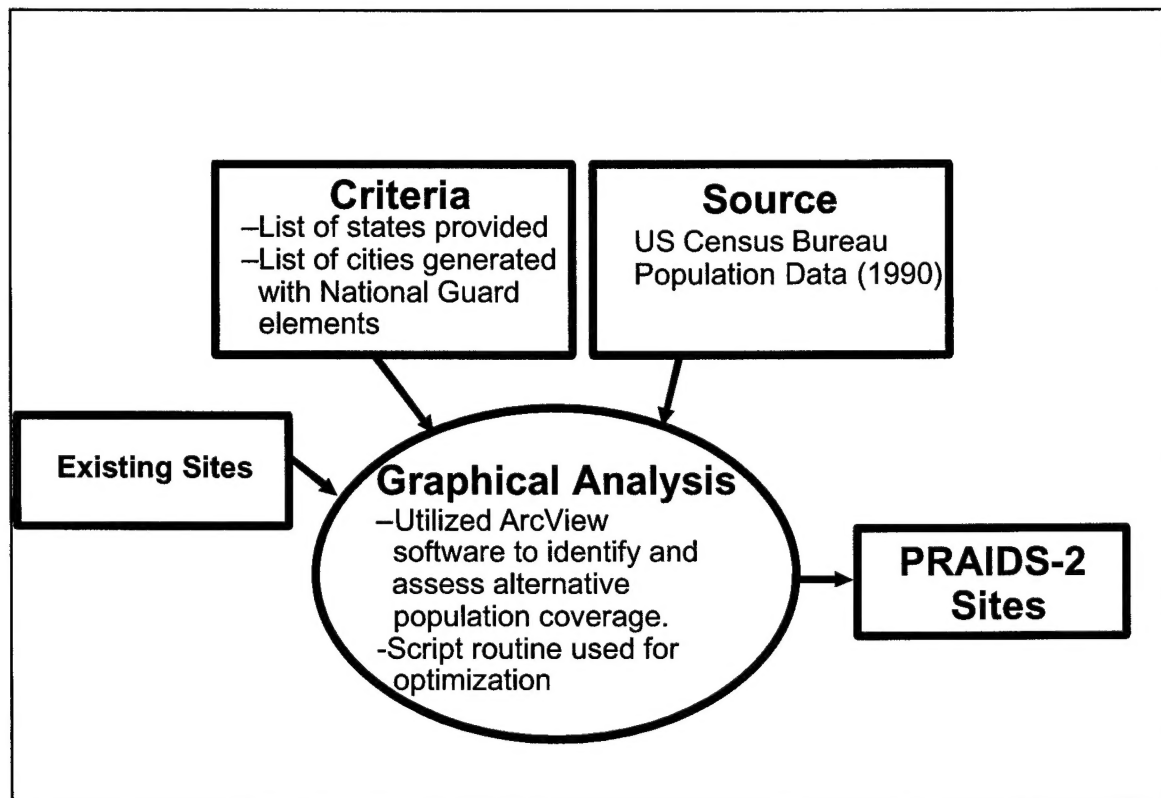 Criteria
–List of states provided
–List of cities generated
with National Guard
elements
Source
US Census Bureau
Population Data (1990)
Existing Sites
Graphical Analysis
–Utilized ArcView
software to identify and
assess alternative
population coverage.
-Script routine used for
optimization
PRAIDS-2
Sites